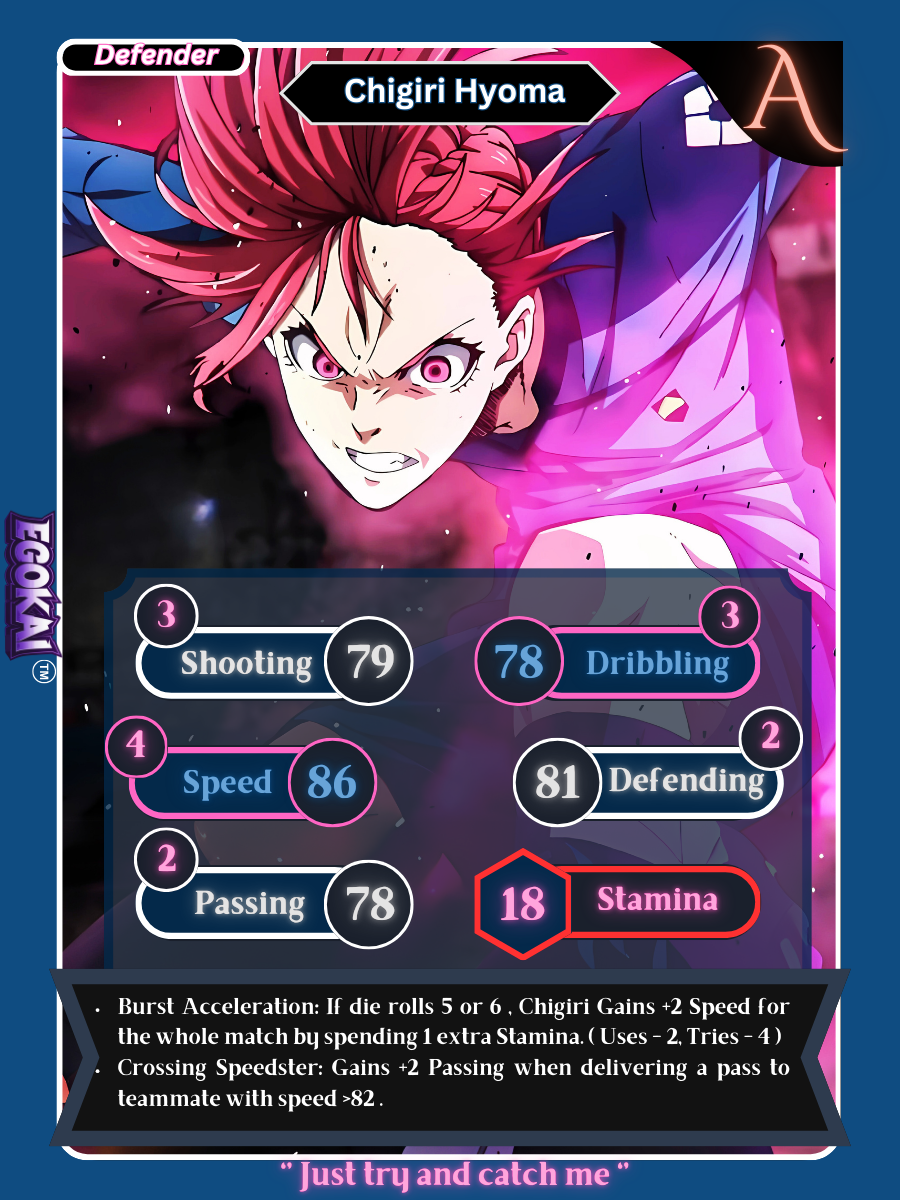 Defender
Chigiri Hyoma
A
EGOKAI
TM
3
Shooting 79
3
78 Dribbling
4
Speed 86
2
81 Defending
2
Passing 78
18 Stamina
• Burst Acceleration: If die rolls 5 or 6 , Chigiri Gains +2 Speed for
the whole match by spending 1 extra Stamina. ( Uses - 2, Tries - 4 )
• Crossing Speedster: Gains +2 Passing when delivering a pass to
teammate with speed >82 .
“ Just try and catch me ”